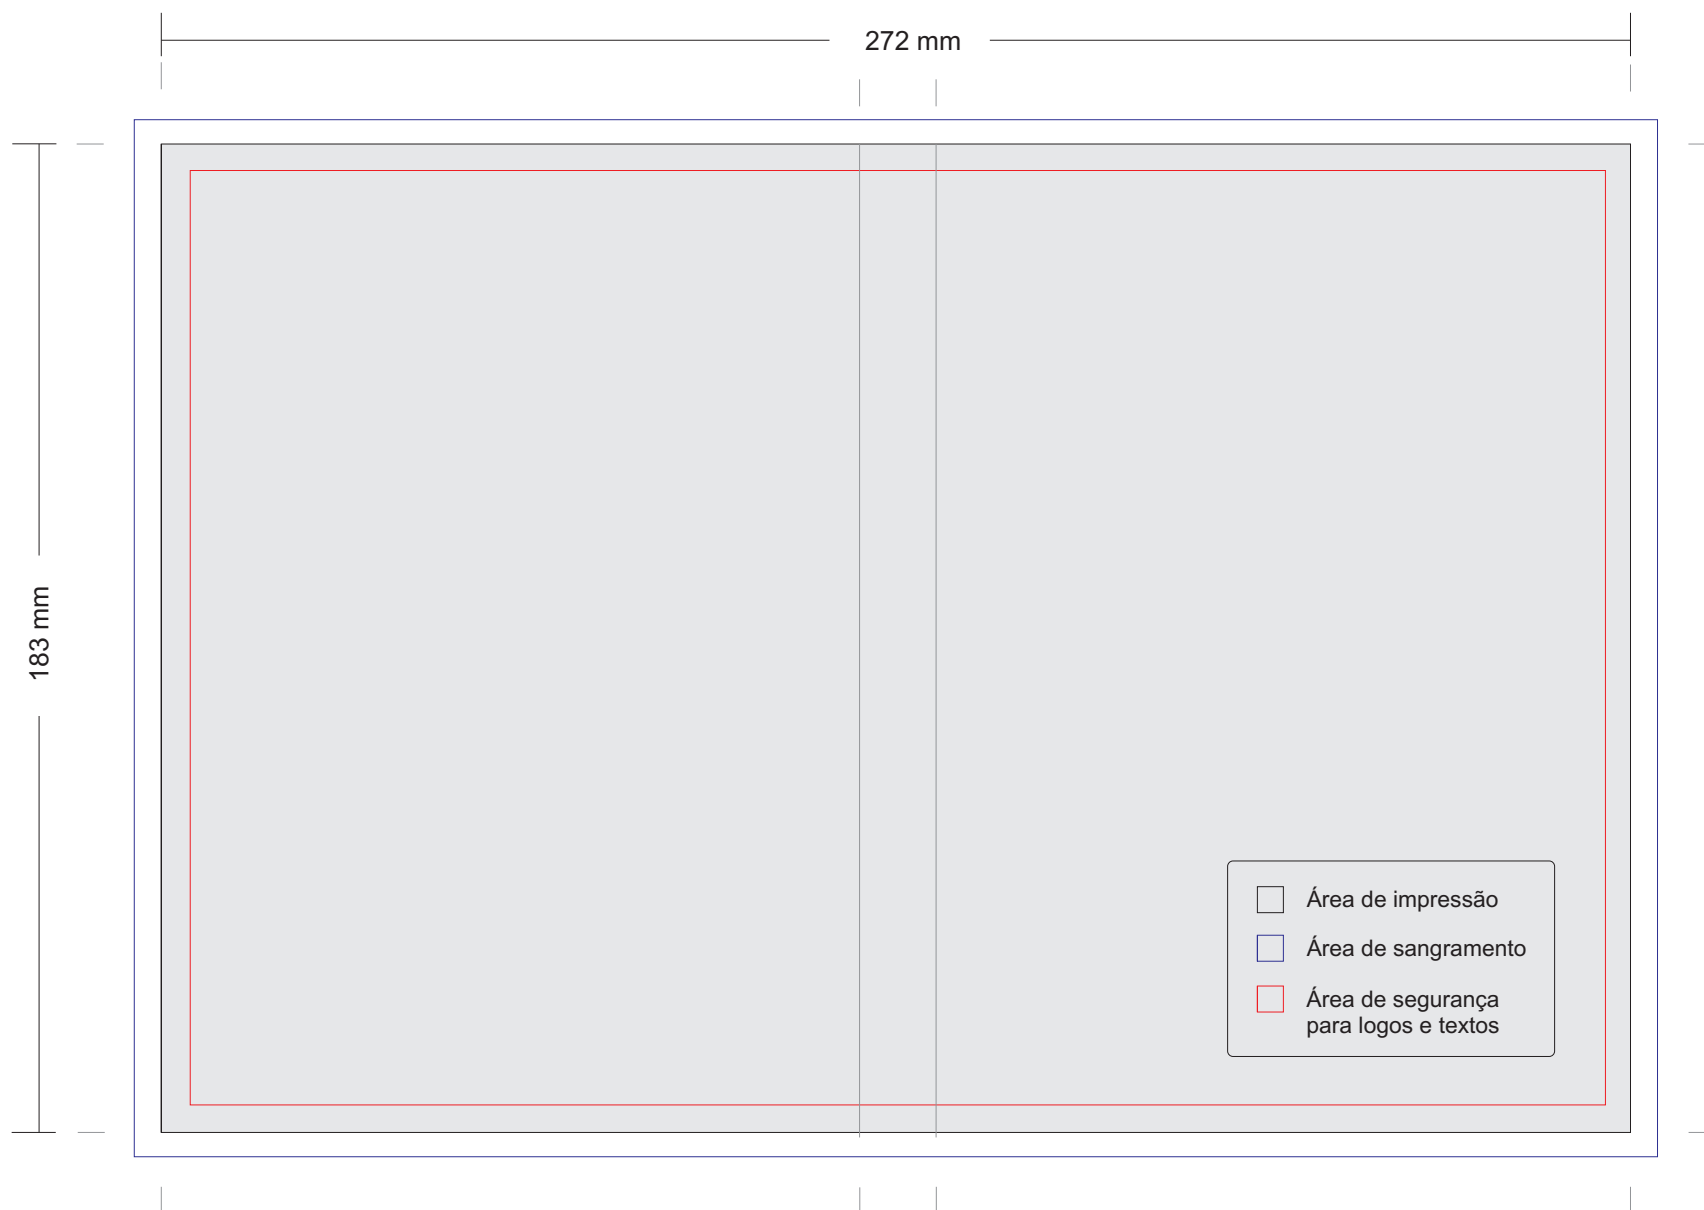 272 mm
183 mm
Área de impressão
Área de sangramento
Área de segurança
para logos e textos